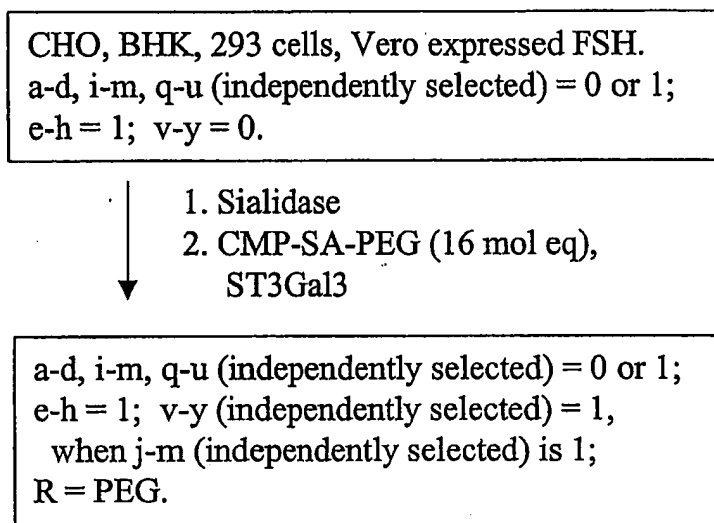 CHO, BHK, 293 cells, Vero expressed FSH.
a-d, i-m, q-u (independently selected) = 0 or 1;
e-h = 1; v-y = 0.
1. Sialidase
2. CMP-SA-PEG (16 mol eq),
ST3Gal3
a-d, i-m, q-u (independently selected) = 0 or 1;
e-h = 1; v-y (independently selected) = 1,
when j-m (independently selected) is 1;
R = PEG.